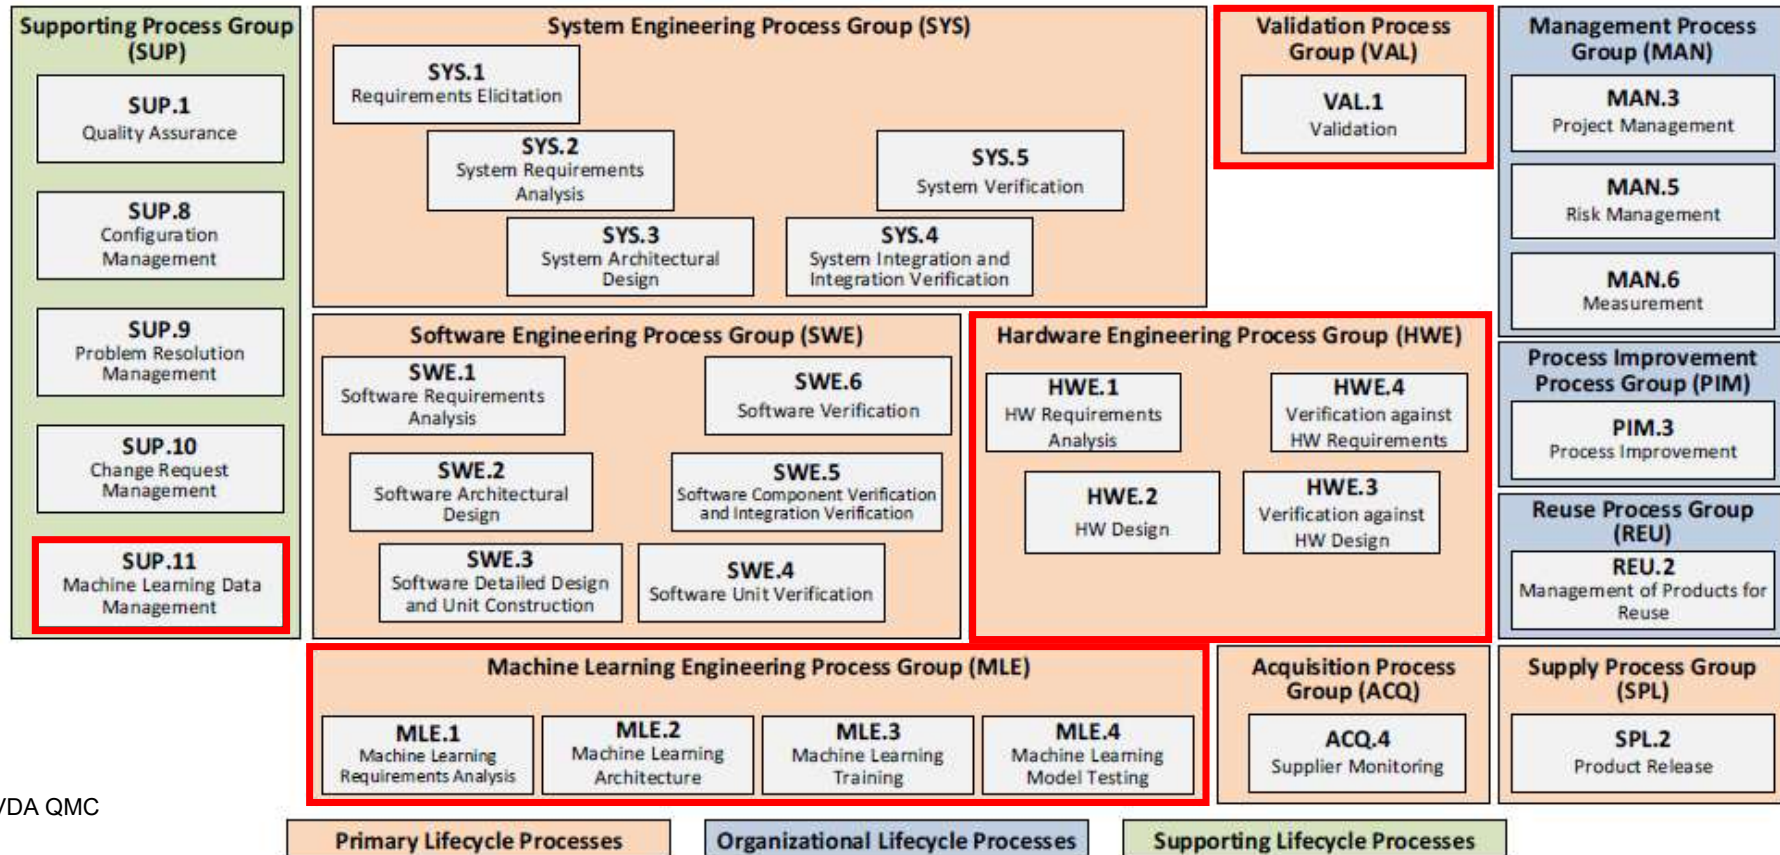 Supporting Process Group
(SUP)
SUP.1
Quality Assurance
SUP.8
Configuration
Management
SUP.9
Problem Resolution
Management
SUP.10
Change Request
Management
SUP.11
Machine Learning Data
Management
System Engineering Process Group (SYS)
SYS.1
Requirements Elicitation
SYS.2
System Requirements
Analysis
SYS.3
System Architectural
Design
SYS.4
System Integration and
Integration Verification
SYS.5
System Verification
Validation Process
Group (VAL)
VAL.1
Validation
Management Process
Group (MAN)
MAN.3
Project Management
MAN.5
Risk Management
MAN.6
Measurement
Software Engineering Process Group (SWE)
SWE.1
Software Requirements
Analysis
SWE.2
Software Architectural
Design
SWE.3
Software Detailed Design
and Unit Construction
SWE.4
Software Unit Verification
SWE.5
Software Component Verification
and Integration Verification
SWE.6
Software Verification
Hardware Engineering Process Group (HWE)
HWE.1
HW Requirements
Analysis
HWE.2
HW Design
HWE.3
Verification against
HW Design
HWE.4
Verification against
HW Requirements
Process Improvement
Process Group (PIM)
PIM.3
Process Improvement
Reuse Process Group
(REU)
REU.2
Management of Products for
Reuse
Machine Learning Engineering Process Group (MLE)
MLE.1
Machine Learning
Requirements Analysis
MLE.2
Machine Learning
Architecture
MLE.3
Machine Learning
Training
MLE.4
Machine Learning
Model Testing
Acquisition Process
Group (ACQ)
ACQ.4
Supplier Monitoring
Supply Process Group
(SPL)
SPL.2
Product Release
VDA QMC
Primary Lifecycle Processes
Organizational Lifecycle Processes
Supporting Lifecycle Processes